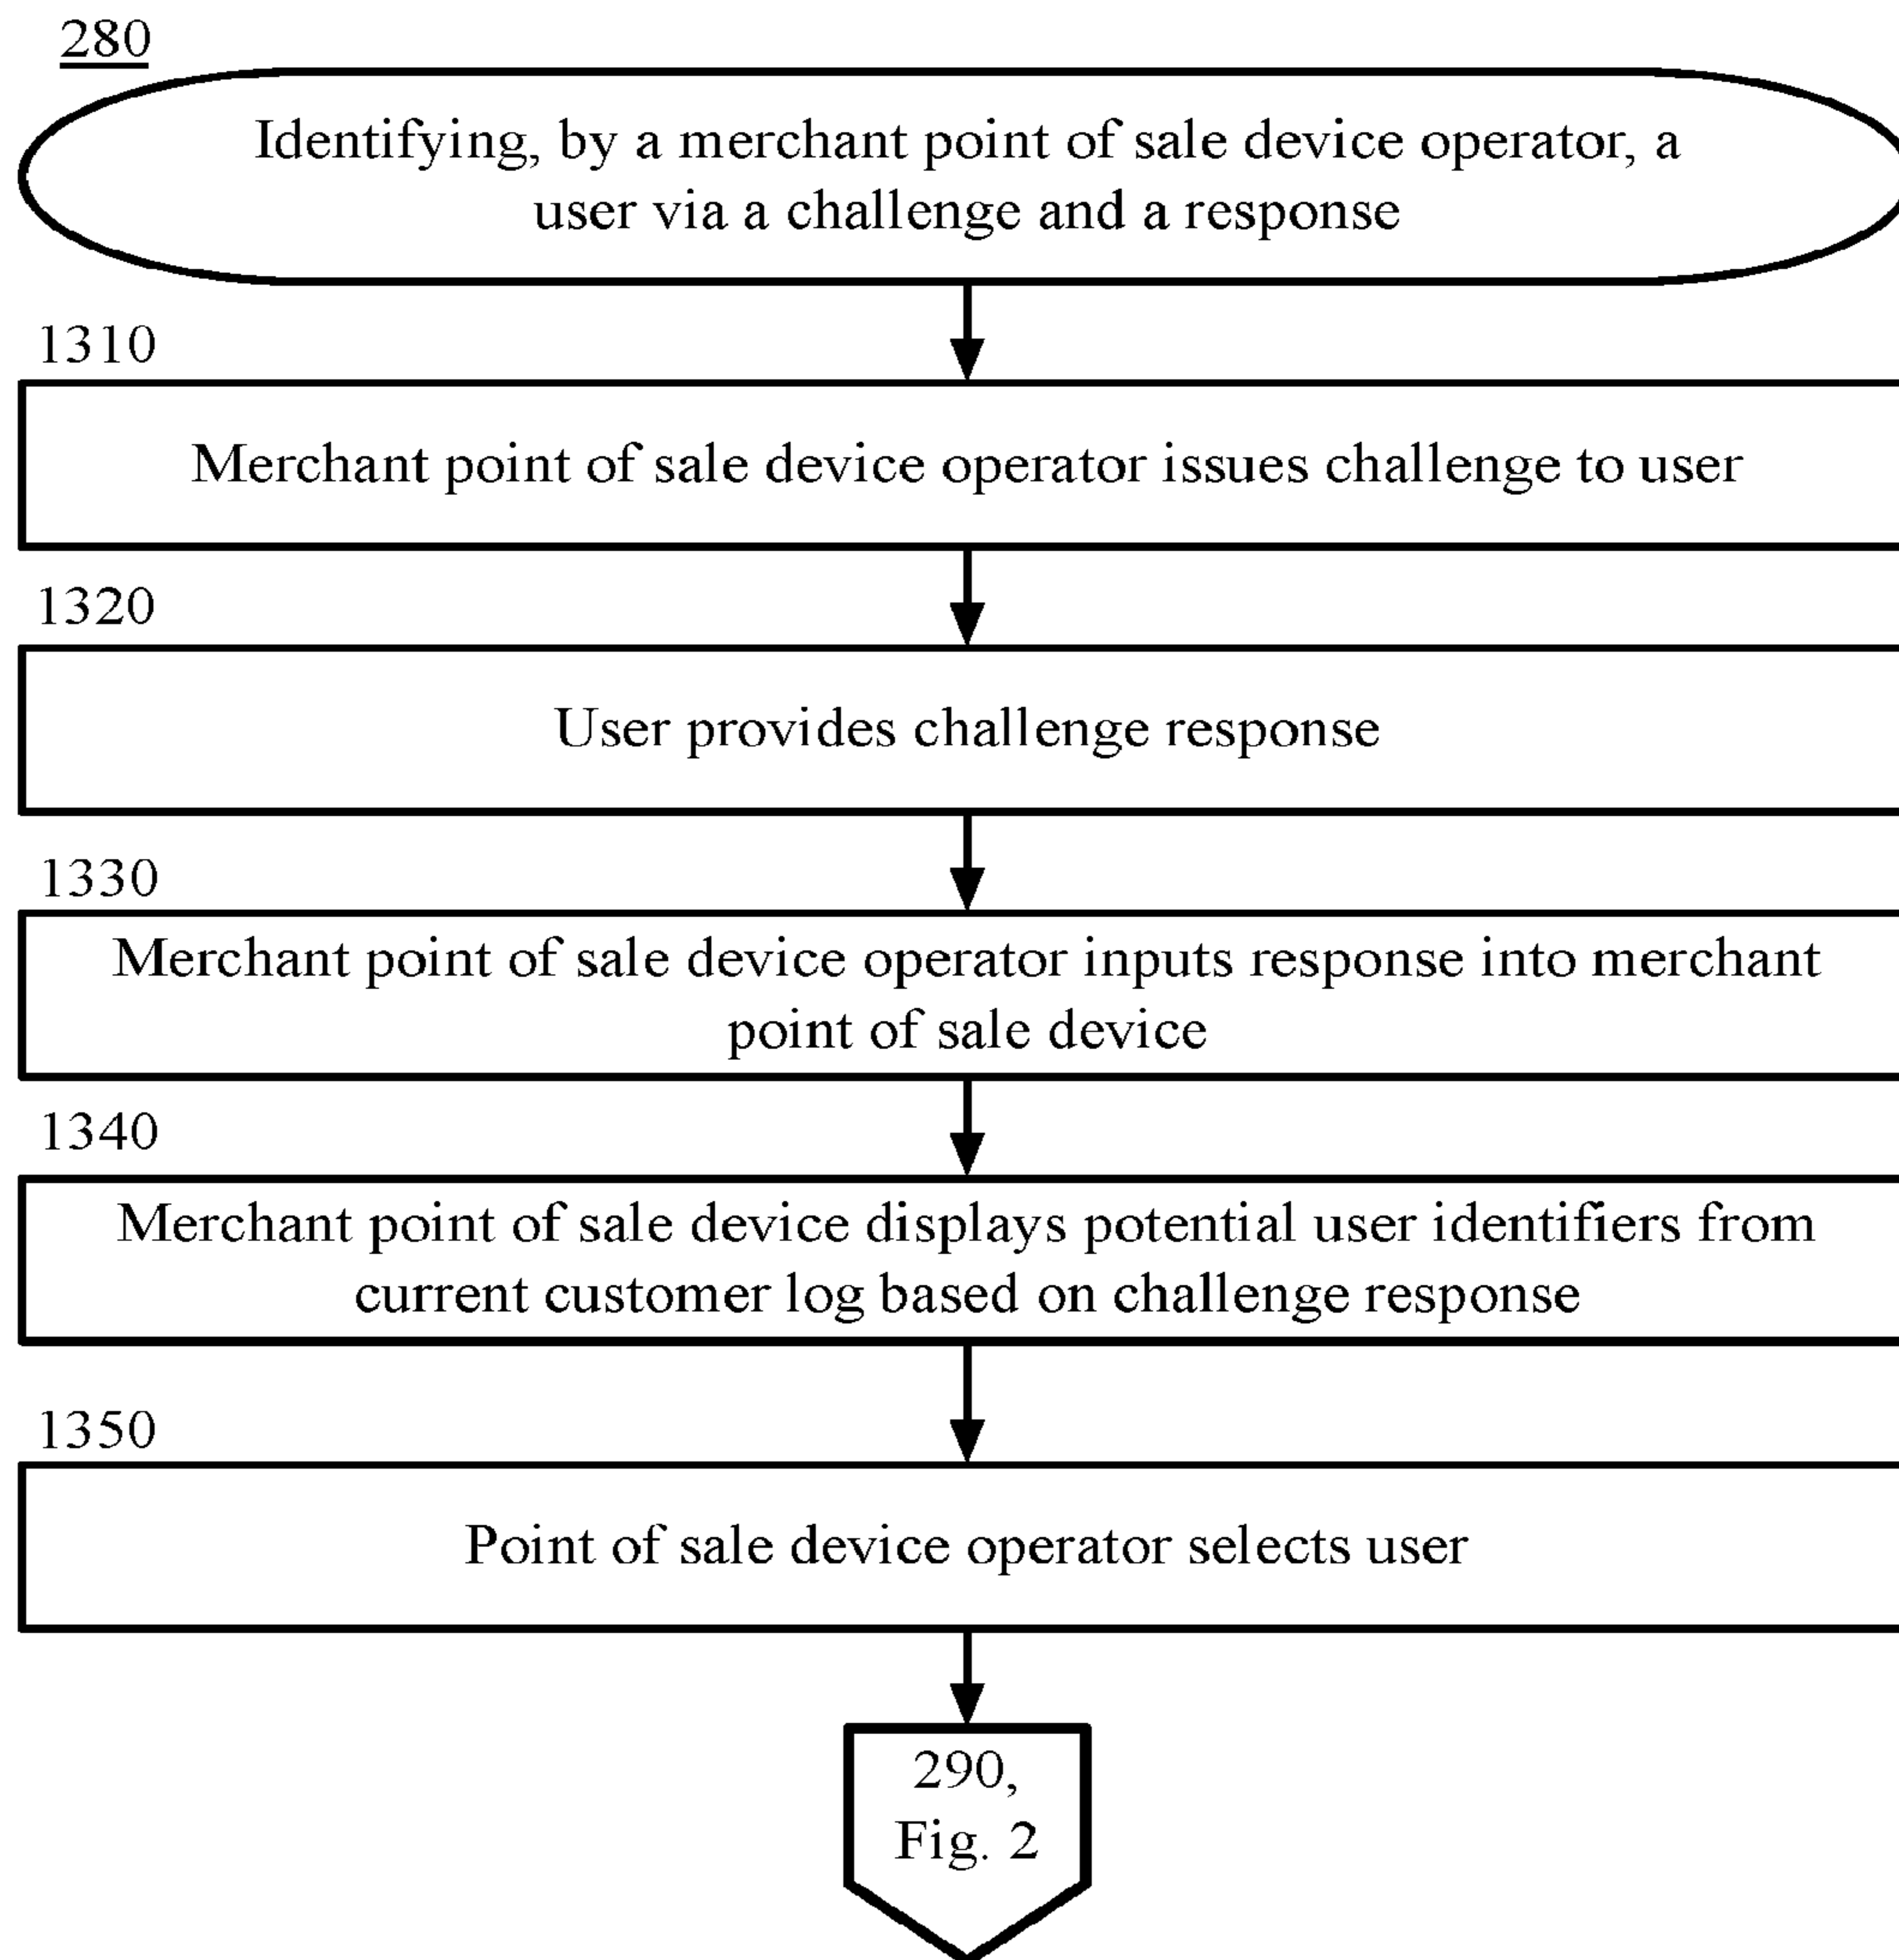 280
Identifying, by a merchant point of sale device operator, a
user via a challenge and a response
1310
Merchant point of sale device operator issues challenge to user
1320
User provides challenge response
1330
Merchant point of sale device operator inputs response into merchant
point of sale device
1340
Merchant point of sale device displays potential user identifiers from
current customer log based on challenge response
1350
Point of sale device operator selects user
290,
Fig. 2